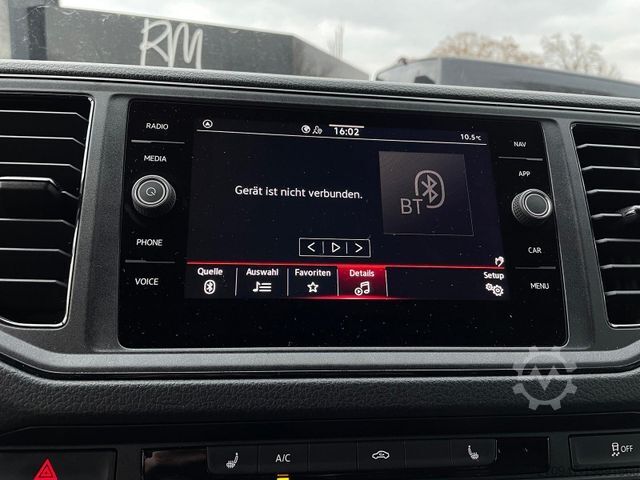 RM
RADIO
MEDIA
PHONE
VOICE
16:02
10.5°C
Gerät ist nicht verbunden.
BT
Quelle
Auswahl
Favoriten
Details
Setup
NAV
APP
CAR
MENU
A/C
OFF